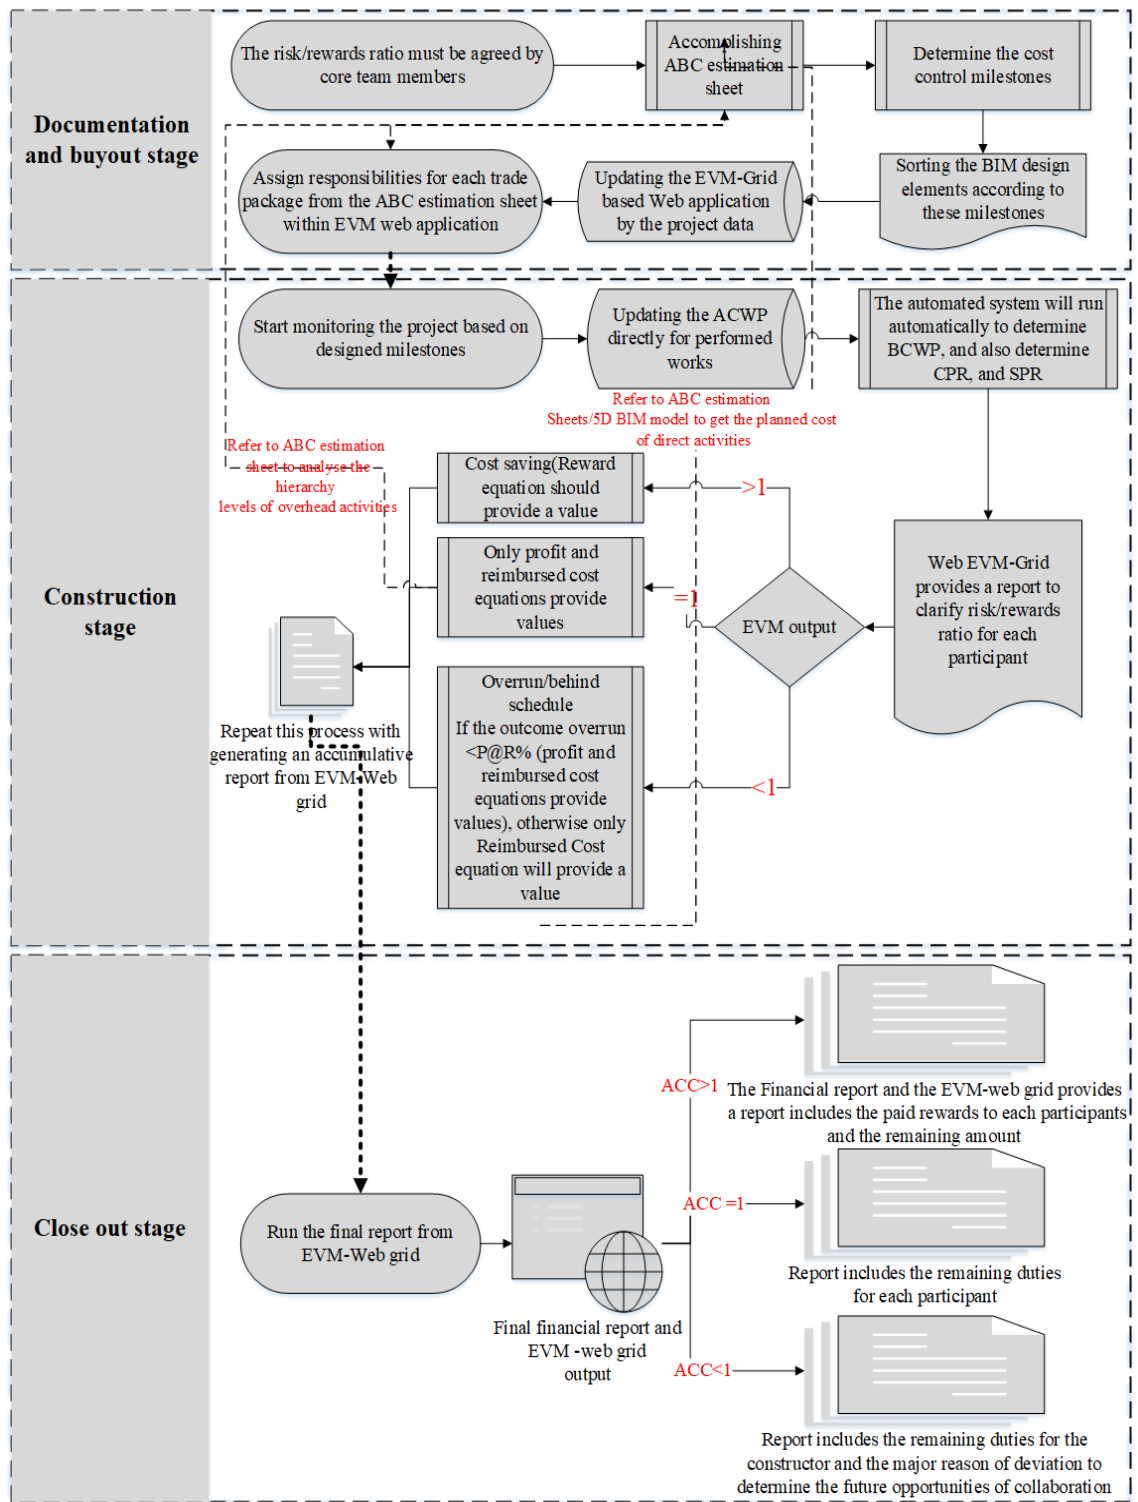 Documentation
and buyout stage
The risk/rewards ratio must be agreed by
core team members
Accomplishing
ABC estimation
sheet
Determine the cost
control milestones
Assign responsibilities for each trade
package from the ABC estimation sheet
within EVM web application
Updating the EVM-Grid
based Web application
by the project data
Sorting the BIM design
elements according to
these milestones
Construction
stage
Start monitoring the project based on
designed milestones
Updating the ACWP
directly for performed
works
The automated system will run
automatically to determine
BCWP, and also determine
CPR, and SPR
Refer to ABC estimation
Sheets/5D BIM model to get the planned cost
of direct activities
Refer to ABC estimation
sheet to analyse the
hierarchy
levels of overhead activities
Cost saving(Reward
equation should
provide a value
>1
Only profit and
reimbursed cost
equations provide
values
=1
EVM output
Web EVM-Grid
provides a report to
clarify risk/rewards
ratio for each
participant
Overrun/behind
schedule
If the outcome overrun
<P@R% (profit and
reimbursed cost
equations provide
values), otherwise only
Reimbursed Cost
equation will provide a
value
<1
Repeat this process with
generating an accumulative
report from EVM-Web
grid
Close out stage
Run the final report from
EVM-Web grid
Final financial report and
EVM -web grid
output
ACC>1
The Financial report and the EVM-web grid provides
a report includes the paid rewards to each participants
and the remaining amount
ACC =1
Report includes the remaining duties
for each participant
ACC<1
Report includes the remaining duties for the
constructor and the major reason of deviation to
determine the future opportunities of collaboration